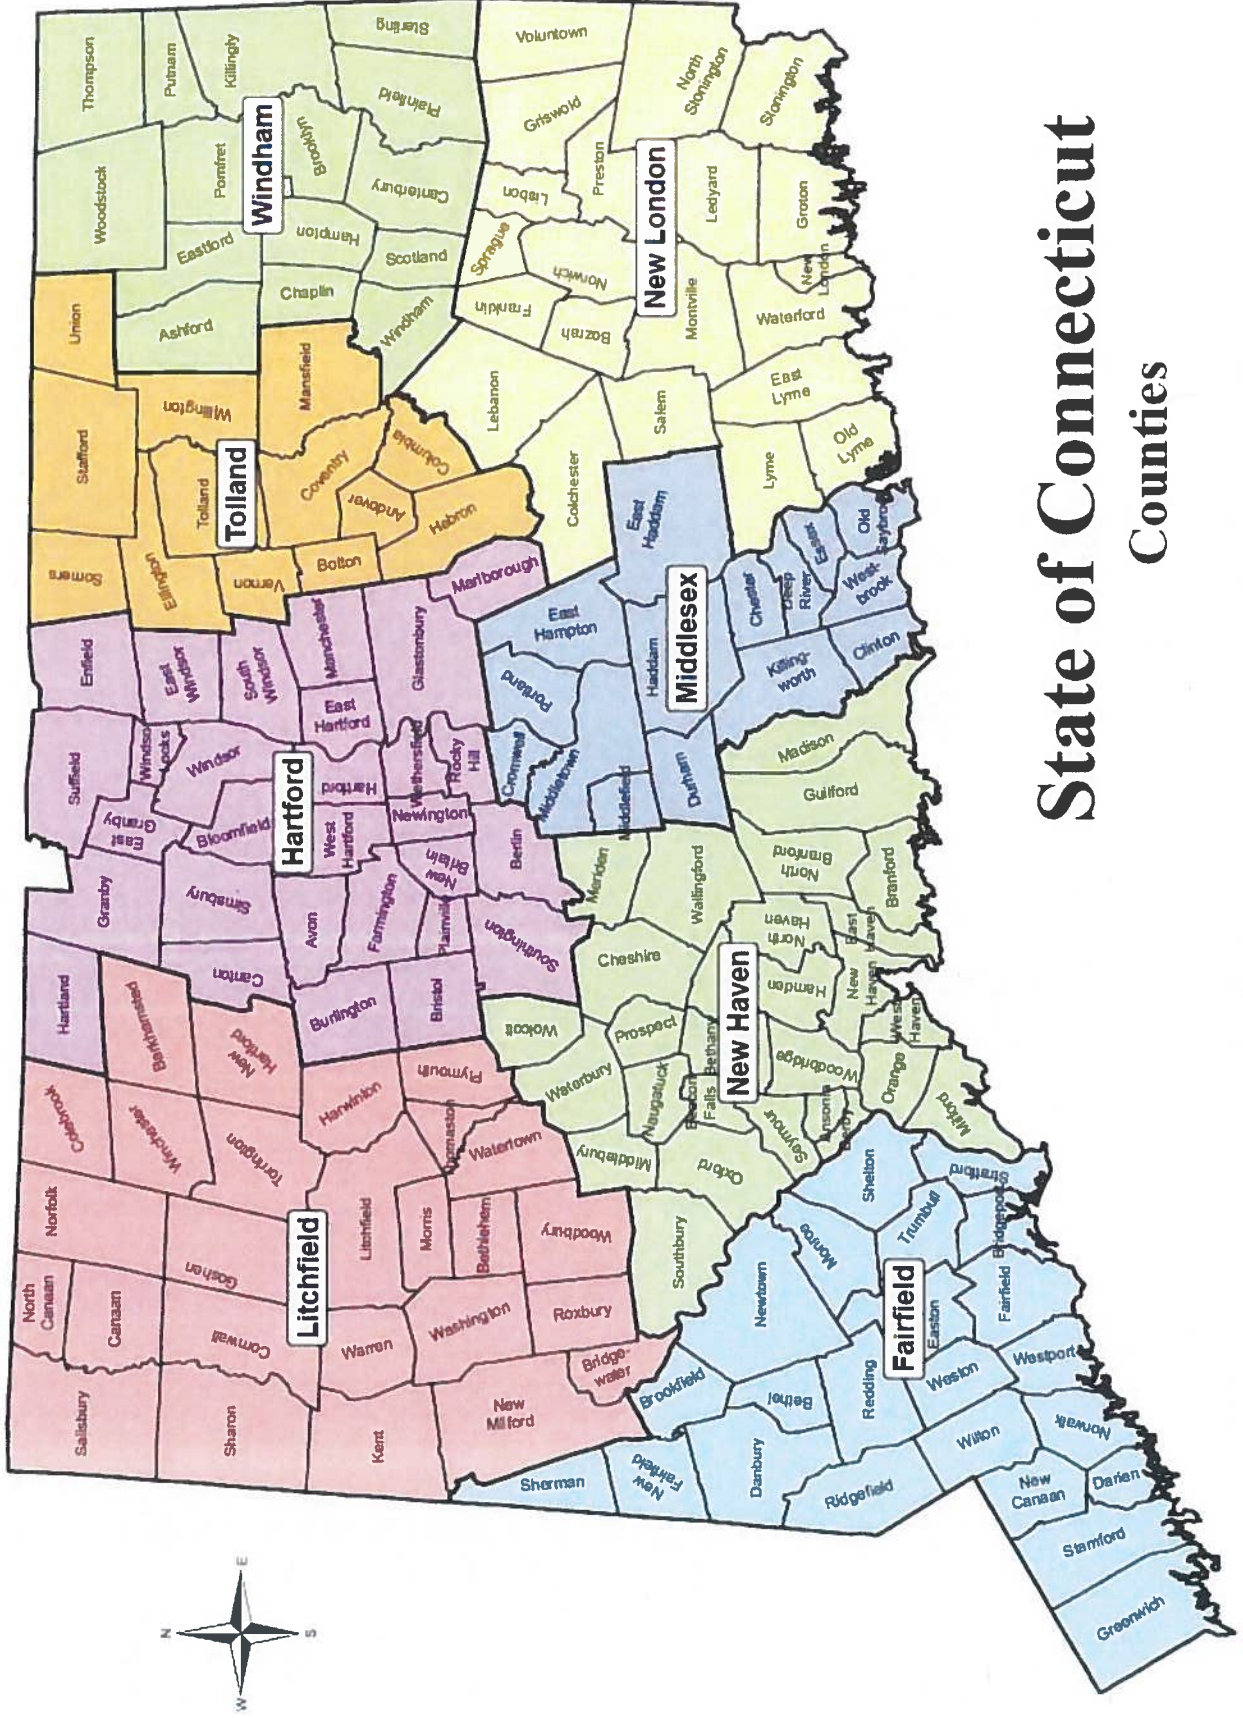 State of Connecticut
Counties
N
E
S
W
Litchfield
Salisbury
North
Canaan
Canaan
Norfolk
Colebrook
Hartland
Barkhamsted
Winchester
Sharon
Cornwall
Goshen
Torrington
New
Hartford
Kent
Warren
Litchfield
Harwinton
Morris
Plymouth
Watertown
Bethlehem
Washington
New
Milford
Woodbury
Roxbury
Bridge-
water
Hartford
Granby
Suffield
East
Granby
Locks
Enfield
East
Windsor
Windsor
South
Windsor
Canton
Simsbury
Bloomfield
Avon
West
Hartford
Hartford
East
Hartford
Manchester
Burlington
Farmington
Bristol
Plainville
New
Britain
Newington
Wethersfield
Rocky
Hill
Glastonbury
Marlborough
Southington
Berlin
Tolland
Somers
Stafford
Union
Ellington
Tolland
Willington
Vernon
Bolton
Coventry
Mansfield
Andover
Columbia
Hebron
Windham
Woodstock
Thompson
Putnam
Killingly
Pomfret
Eastford
Ashford
Brooklyn
Hampton
Chaplin
Sterling
Plainfield
Canterbury
Scotland
Windham
New London
Voluntown
Griswold
Lisbon
Sprague
Franklin
Norwich
Preston
Bozrah
Lebanon
Colchester
North
Stonington
Stonington
Ledyard
Groton
Montville
New
London
Waterford
Salem
East
Lyme
Lyme
Old
Lyme
Middlesex
East
Hampton
Portland
Cromwell
Middletown
Middlefield
Haddam
East
Haddam
Durham
Chester
Deep
River
Essex
Old
West-
brook
Killing-
worth
Clinton
New Haven
Wolcott
Waterbury
Cheshire
Meriden
Wallingford
Prospect
Naugatuck
Middlebury
Southbury
Oxford
Falls
Bethany
Seymour
Woodbridge
Hamden
North
Haven
North
Branford
Guilford
Madison
Branford
East
Haven
New
Haven
West
Haven
Orange
Milford
Fairfield
Sherman
New
Fairfield
Danbury
Brookfield
Bethel
Newtown
Ridgefield
Redding
Monroe
Shelton
Trumbull
Stratford
Bridgeport
Easton
Fairfield
Weston
Westport
Wilton
Norwalk
New
Canaan
Darien
Stamford
Greenwich